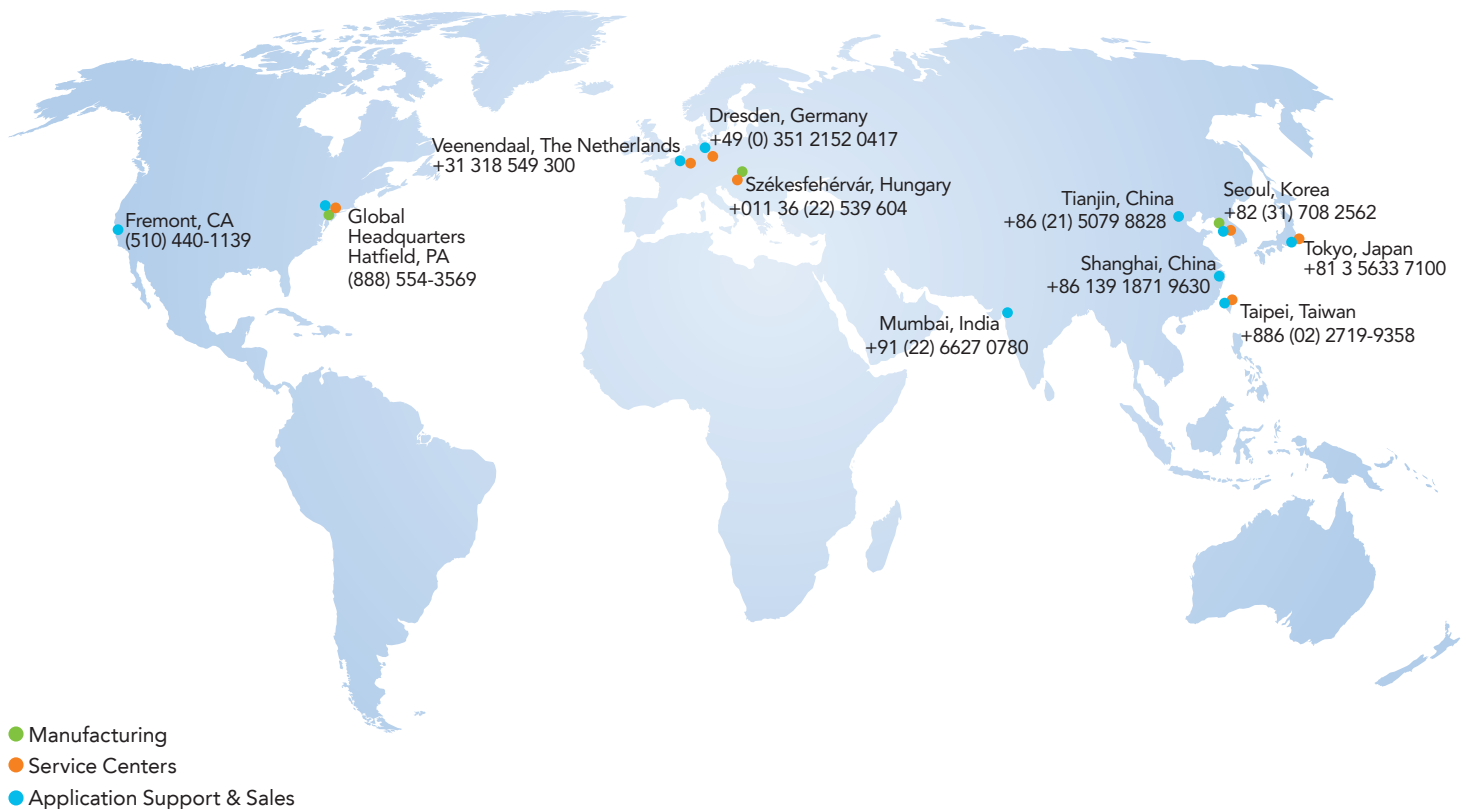 Dresden, Germany
+49 (0) 351 2152 0417
Veenendaal, The Netherlands
+31 318 549 300
Székesfehérvár, Hungary
+011 36 (22) 539 604
Fremont, CA
(510) 440-1139
Global
Headquarters
Hatfield, PA
(888) 554-3569
Tianjin, China
+86 (21) 5079 8828
Seoul, Korea
+82 (31) 708 2562
Tokyo, Japan
+81 3 5633 7100
Shanghai, China
+86 139 1871 9630
Taipei, Taiwan
+886 (02) 2719-9358
Mumbai, India
+91 (22) 6627 0780
Manufacturing
Service Centers
Application Support & Sales